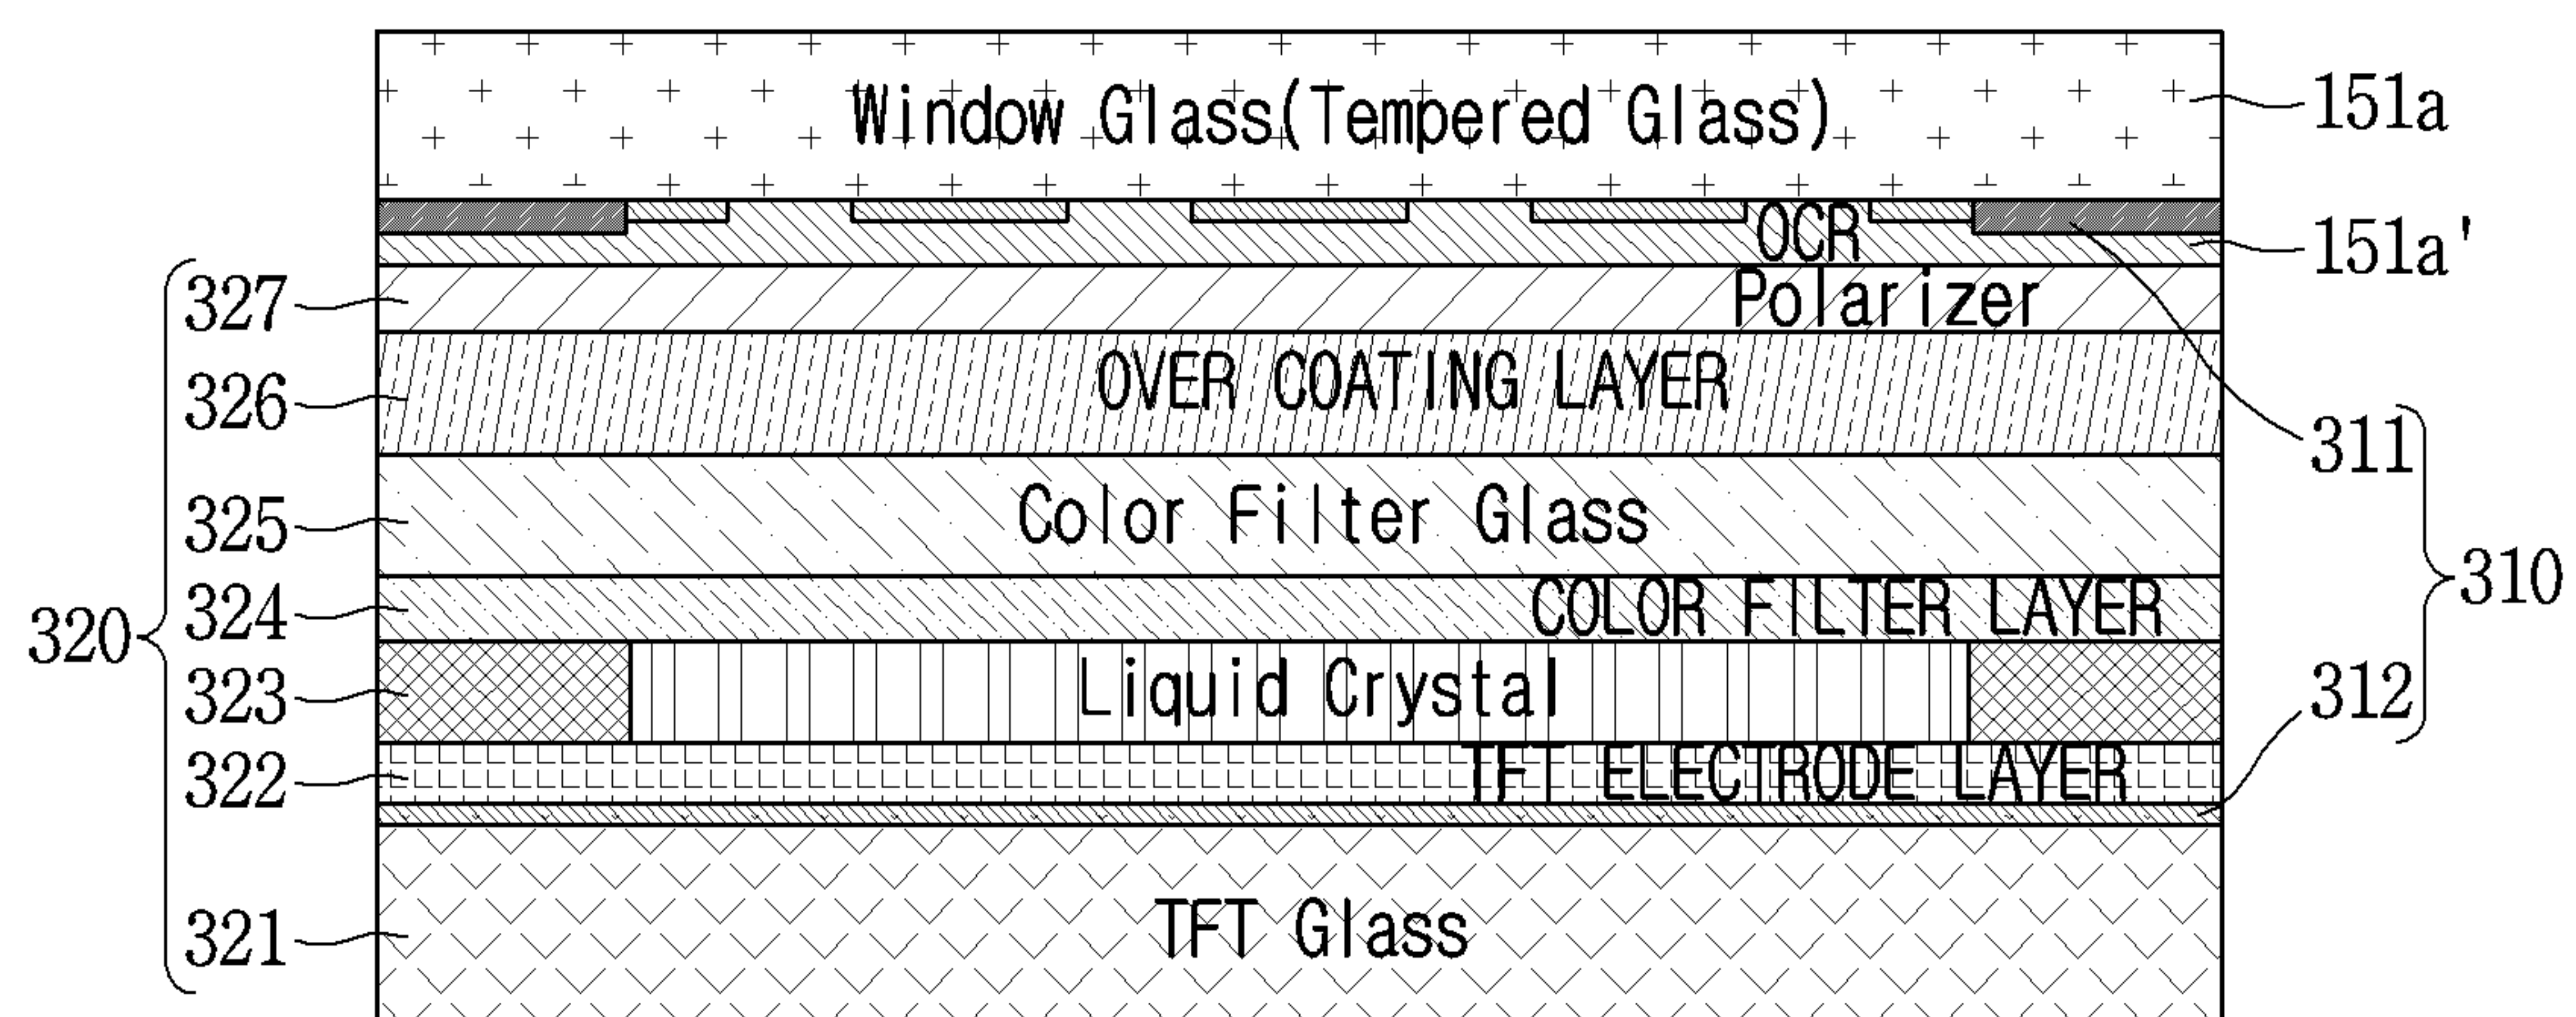 Window Glass(Tempered Glass)
151a
OCR
151a'
327
Polarizer
326
OVER COATING LAYER
311
325
Color Filter Glass
310
324
COLOR FILTER LAYER
320
323
Liquid Crystal
312
322
TFT ELECTRODE LAYER
321
TFT Glass